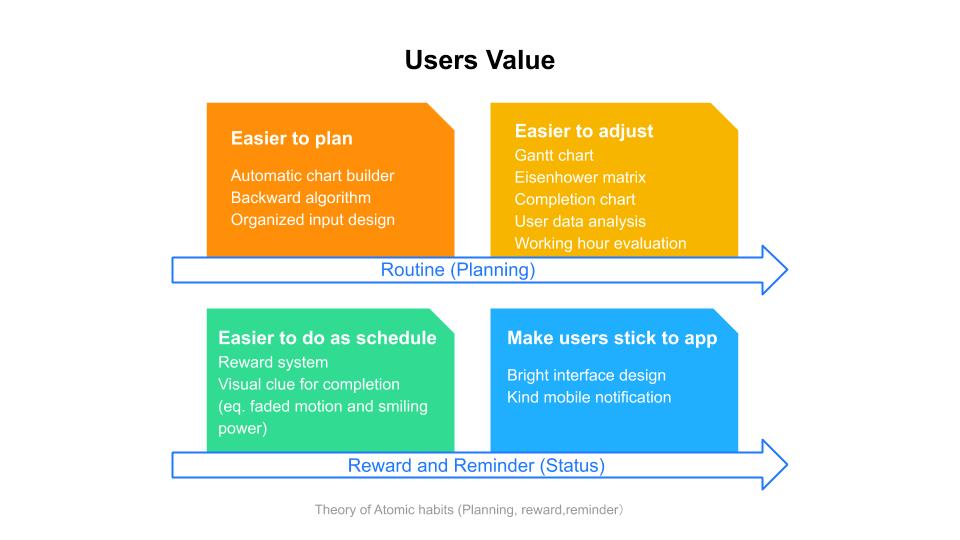 Users Value
Easier to plan
Automatic chart builder
Backward algorithm
Organized input design
Easier to adjust
Gantt chart
Eisenhower matrix
Completion chart
User data analysis
Working hour evaluation
Routine (Planning)
Easier to do as schedule
Reward system
Visual clue for completion
(eq. faded motion and smiling
power)
Make users stick to app
Bright interface design
Kind mobile notification
Reward and Reminder (Status)
Theory of Atomic habits (Planning, reward,reminder）